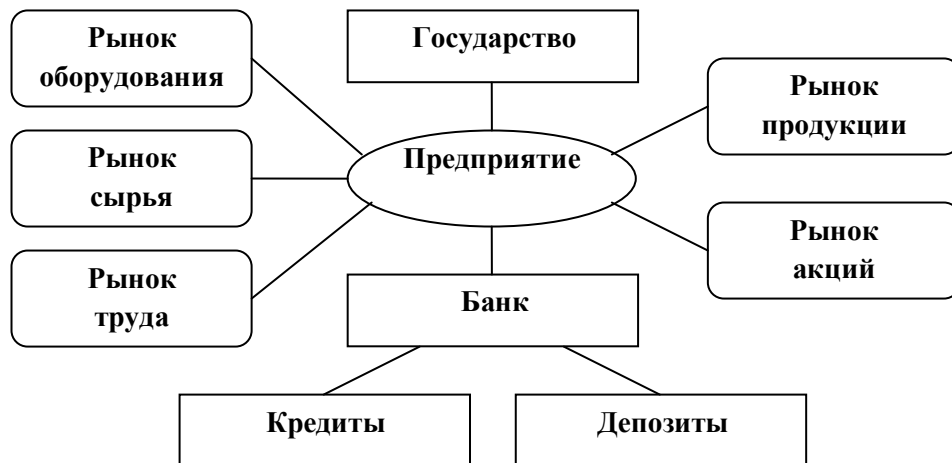 Рынок
оборудования
Государство
Рынок
продукции
Предприятие
Рынок
сырья
Рынок
акций
Рынок
труда
Банк
Кредиты
Депозиты